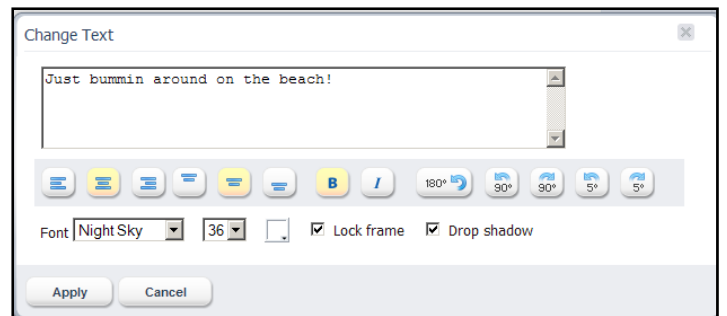 Change Text
Just bummin around on the beach!
B I 180° 90° 90° 5° 5°
Font Night Sky 36 Lock frame Drop shadow
Apply Cancel